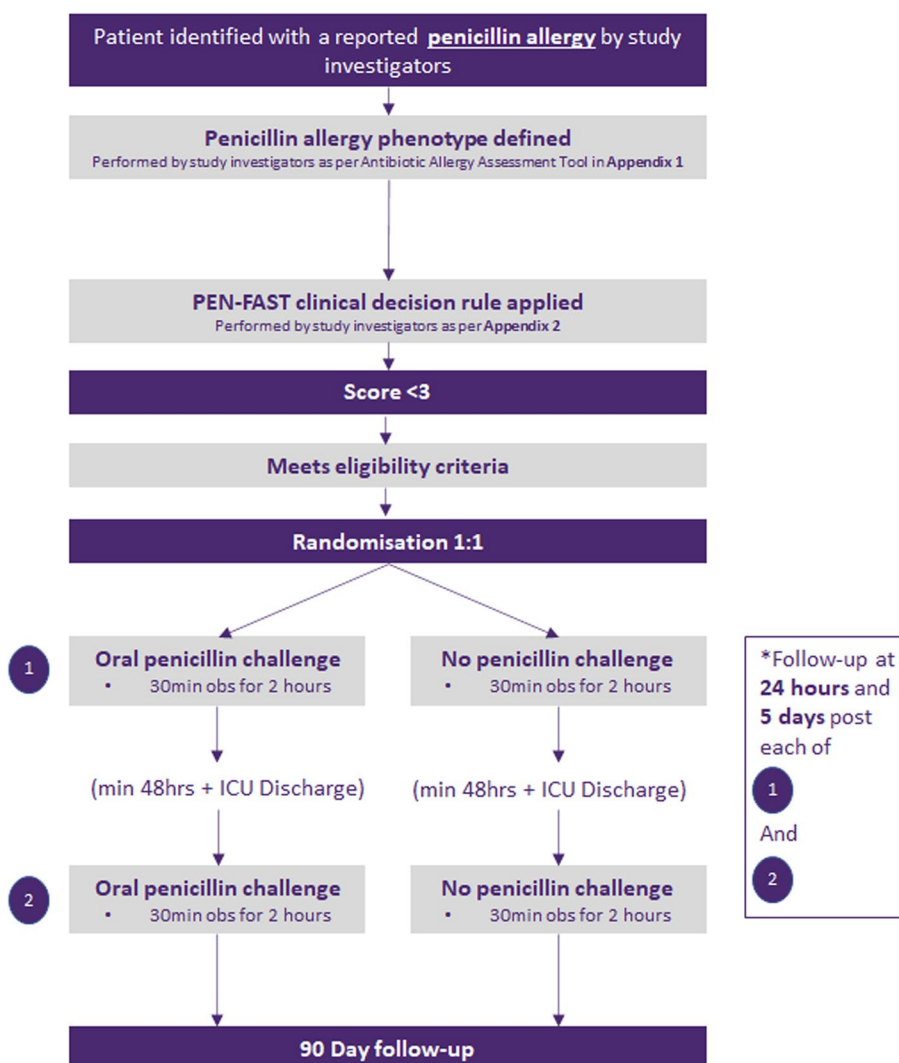 Patient identified with a reported penicillin allergy by study
investigators
Penicillin allergy phenotype defined
Performed by study investigators as per Antibiotic Allergy Assessment Tool in Appendix 1
PEN-FAST clinical decision rule applied
Performed by study investigators as per Appendix 2
Score <3
Meets eligibility criteria
Randomisation 1:1
1
Oral penicillin challenge
• 30min obs for 2 hours
No penicillin challenge
• 30min obs for 2 hours
(min 48hrs + ICU Discharge)
(min 48hrs + ICU Discharge)
2
Oral penicillin challenge
• 30min obs for 2 hours
No penicillin challenge
• 30min obs for 2 hours
*Follow-up at
24 hours and
5 days post
each of
1
And
2
90 Day follow-up